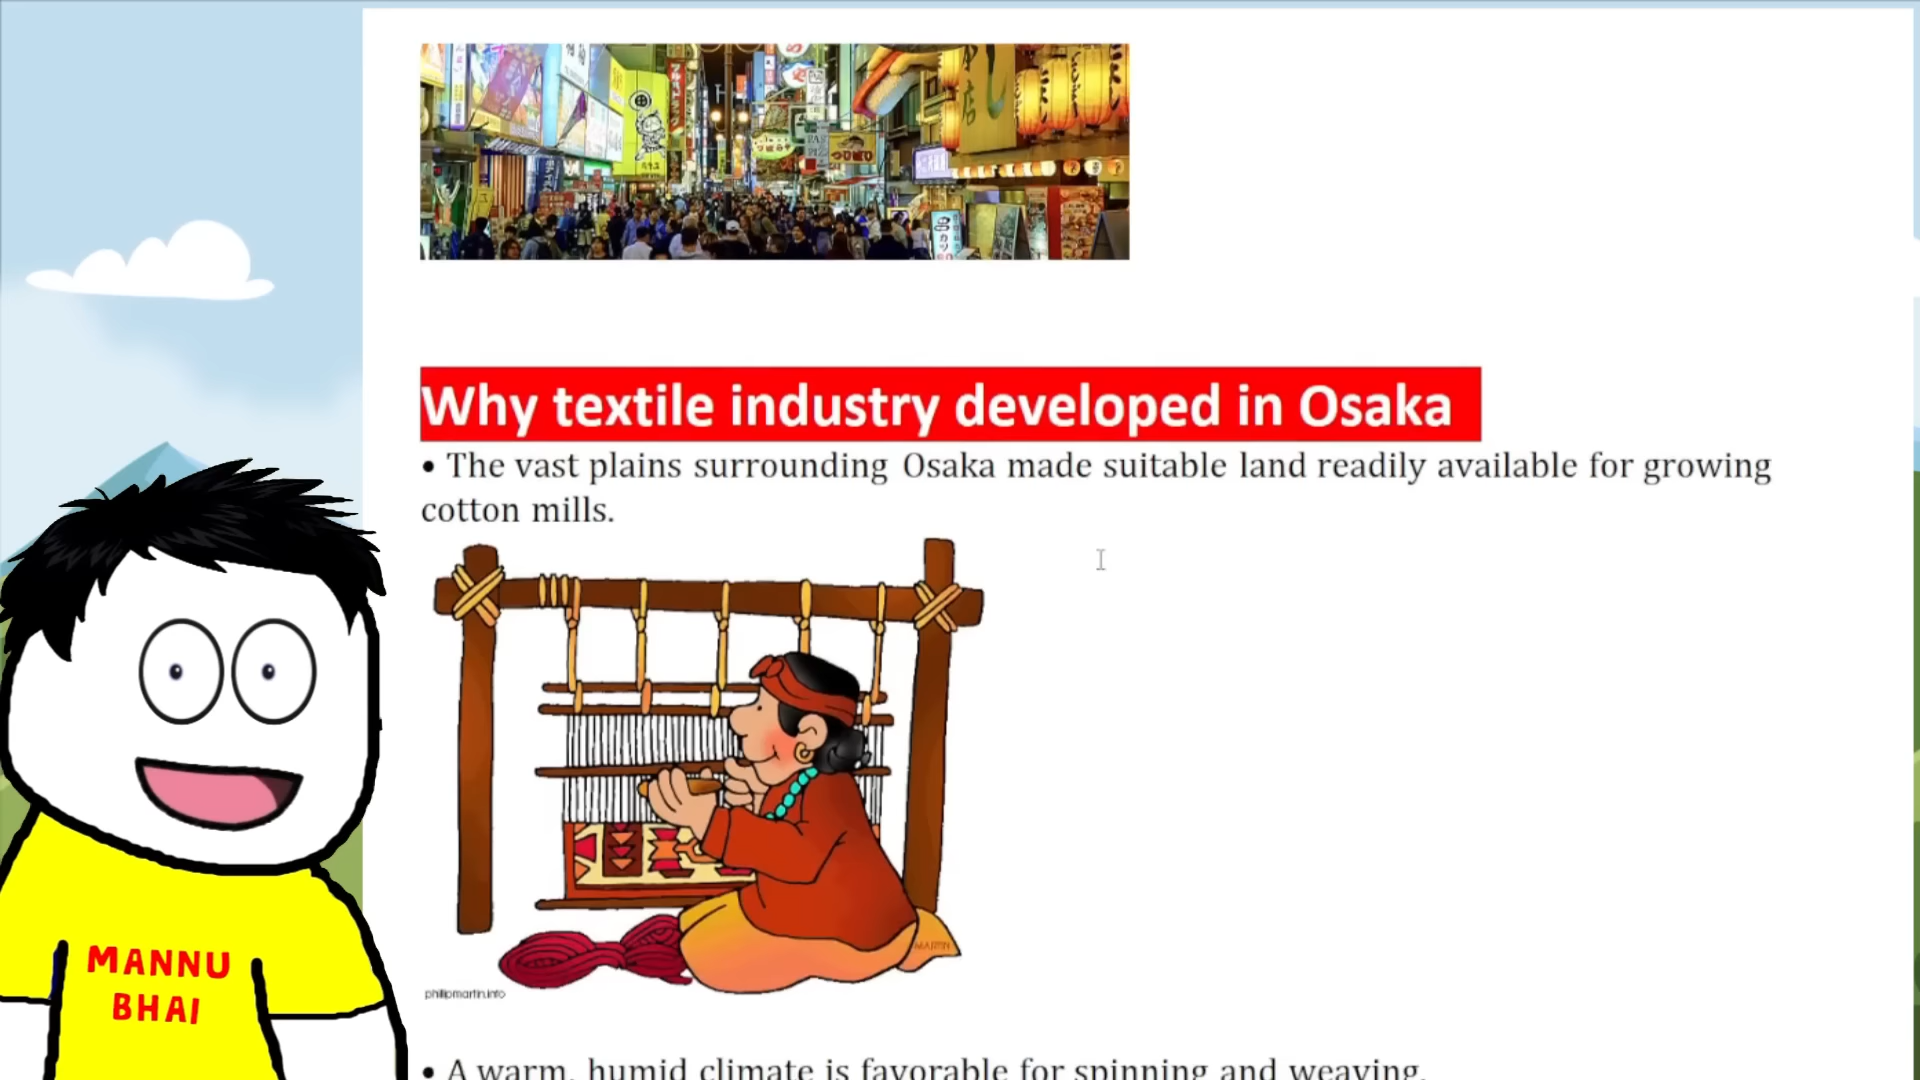 Why textile industry developed in Osaka
• The vast plains surrounding Osaka made suitable land readily available for growing
cotton mills.
MARTIN
philipmartin.info
MANNU
BHAI
• A warm, humid climate is favorable for spinning and weaving.